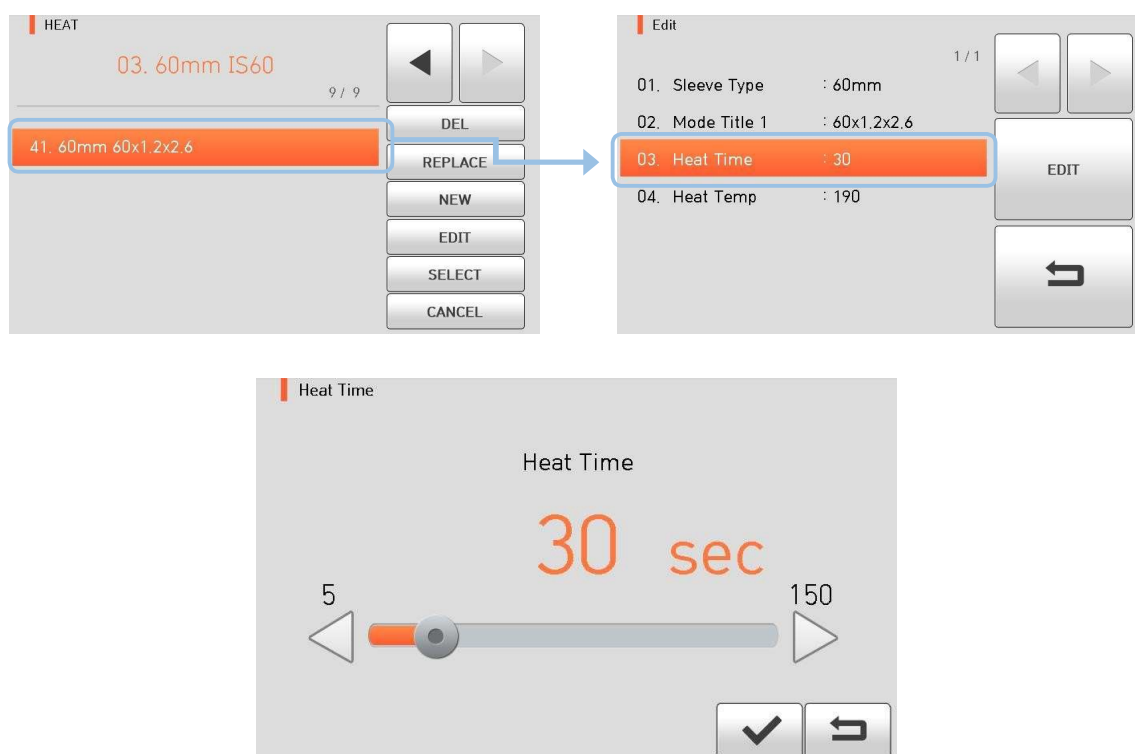 HEAT
03. 60mm IS60
9 / 9
41. 60mm 60x1.2x2.6
DEL
REPLACE
NEW
EDIT
SELECT
CANCEL
Edit
1 / 1
01. Sleeve Type : 60mm
02. Mode Title 1 : 60x1.2x2.6
03. Heat Time : 30
04. Heat Temp : 190
EDIT
Heat Time
Heat Time
30 sec
5 150